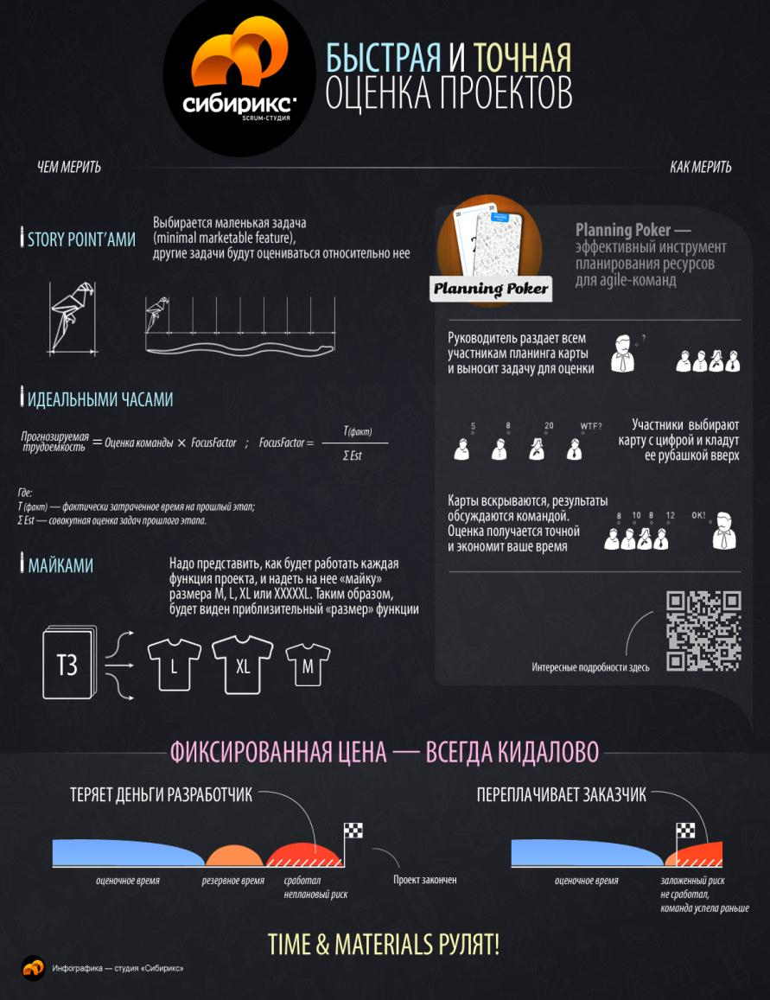 сибирикс
SCRUM-СТУДИЯ
БЫСТРАЯ И ТОЧНАЯ
ОЦЕНКА ПРОЕКТОВ
ЧЕМ МЕРИТЬ
КАК МЕРИТЬ
STORY POINT'АМИ
Выбирается маленькая задача
(minimal marketable feature),
другие задачи будут оцениваться относительно нее
ИДЕАЛЬНЫМИ ЧАСАМИ
Прогнозируемая
трудоемкость = Оценка команды × FocusFactor ; FocusFactor =
T(факт)
Σ Est
Где:
T (факт) — фактически затраченное время на прошлый этап;
Σ Est — совокупная оценка задач прошлого этапа.
МАЙКАМИ
Надо представить, как будет работать каждая
функция проекта, и надеть на нее «майку»
размера M, L, XL или XXXXXL. Таким образом,
будет виден приблизительный «размер» функции
ТЗ
L
XL
M
20
20
Planning Poker
Planning Poker —
эффективный инструмент
планирования ресурсов
для agile-команд
Руководитель раздает всем
участникам планинга карты
и выносит задачу для оценки
?
5 8 20 WTF?
Участники выбирают
карту с цифрой и кладут
ее рубашкой вверх
Карты вскрываются, результаты
обсуждаются командой.
Оценка получается точной
и экономит ваше время
8 10 8 12 OK!
Интересные подробности здесь
ФИКСИРОВАННАЯ ЦЕНА — ВСЕГДА КИДАЛОВО
ТЕРЯЕТ ДЕНЬГИ РАЗРАБОТЧИК
оценочное время
резервное время
сработал
неплановый риск
Проект закончен
ПЕРЕПЛАЧИВАЕТ ЗАКАЗЧИК
оценочное время
заложенный риск
не сработал,
команда успела раньше
TIME & MATERIALS РУЛЯТ!
Инфографика — студия «Сибирикс»